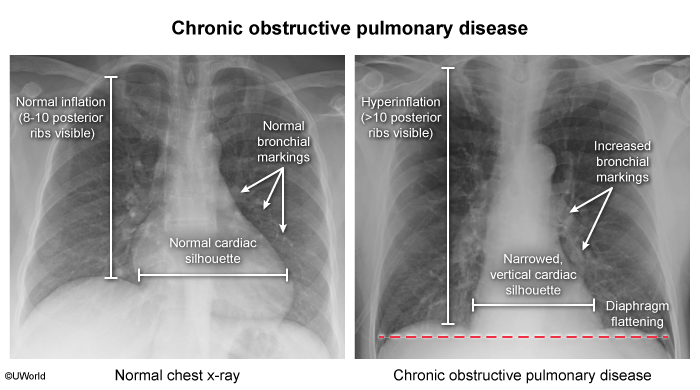 Chronic obstructive pulmonary disease
Normal inflation
(8-10 posterior
ribs visible)
Normal
bronchial
markings
Normal cardiac
silhouette
Hyperinflation
(>10 posterior
ribs visible)
Increased
bronchial
markings
Narrowed,
vertical cardiac
silhouette
Diaphragm
flattening
©UWorld
Normal chest x-ray
Chronic obstructive pulmonary disease